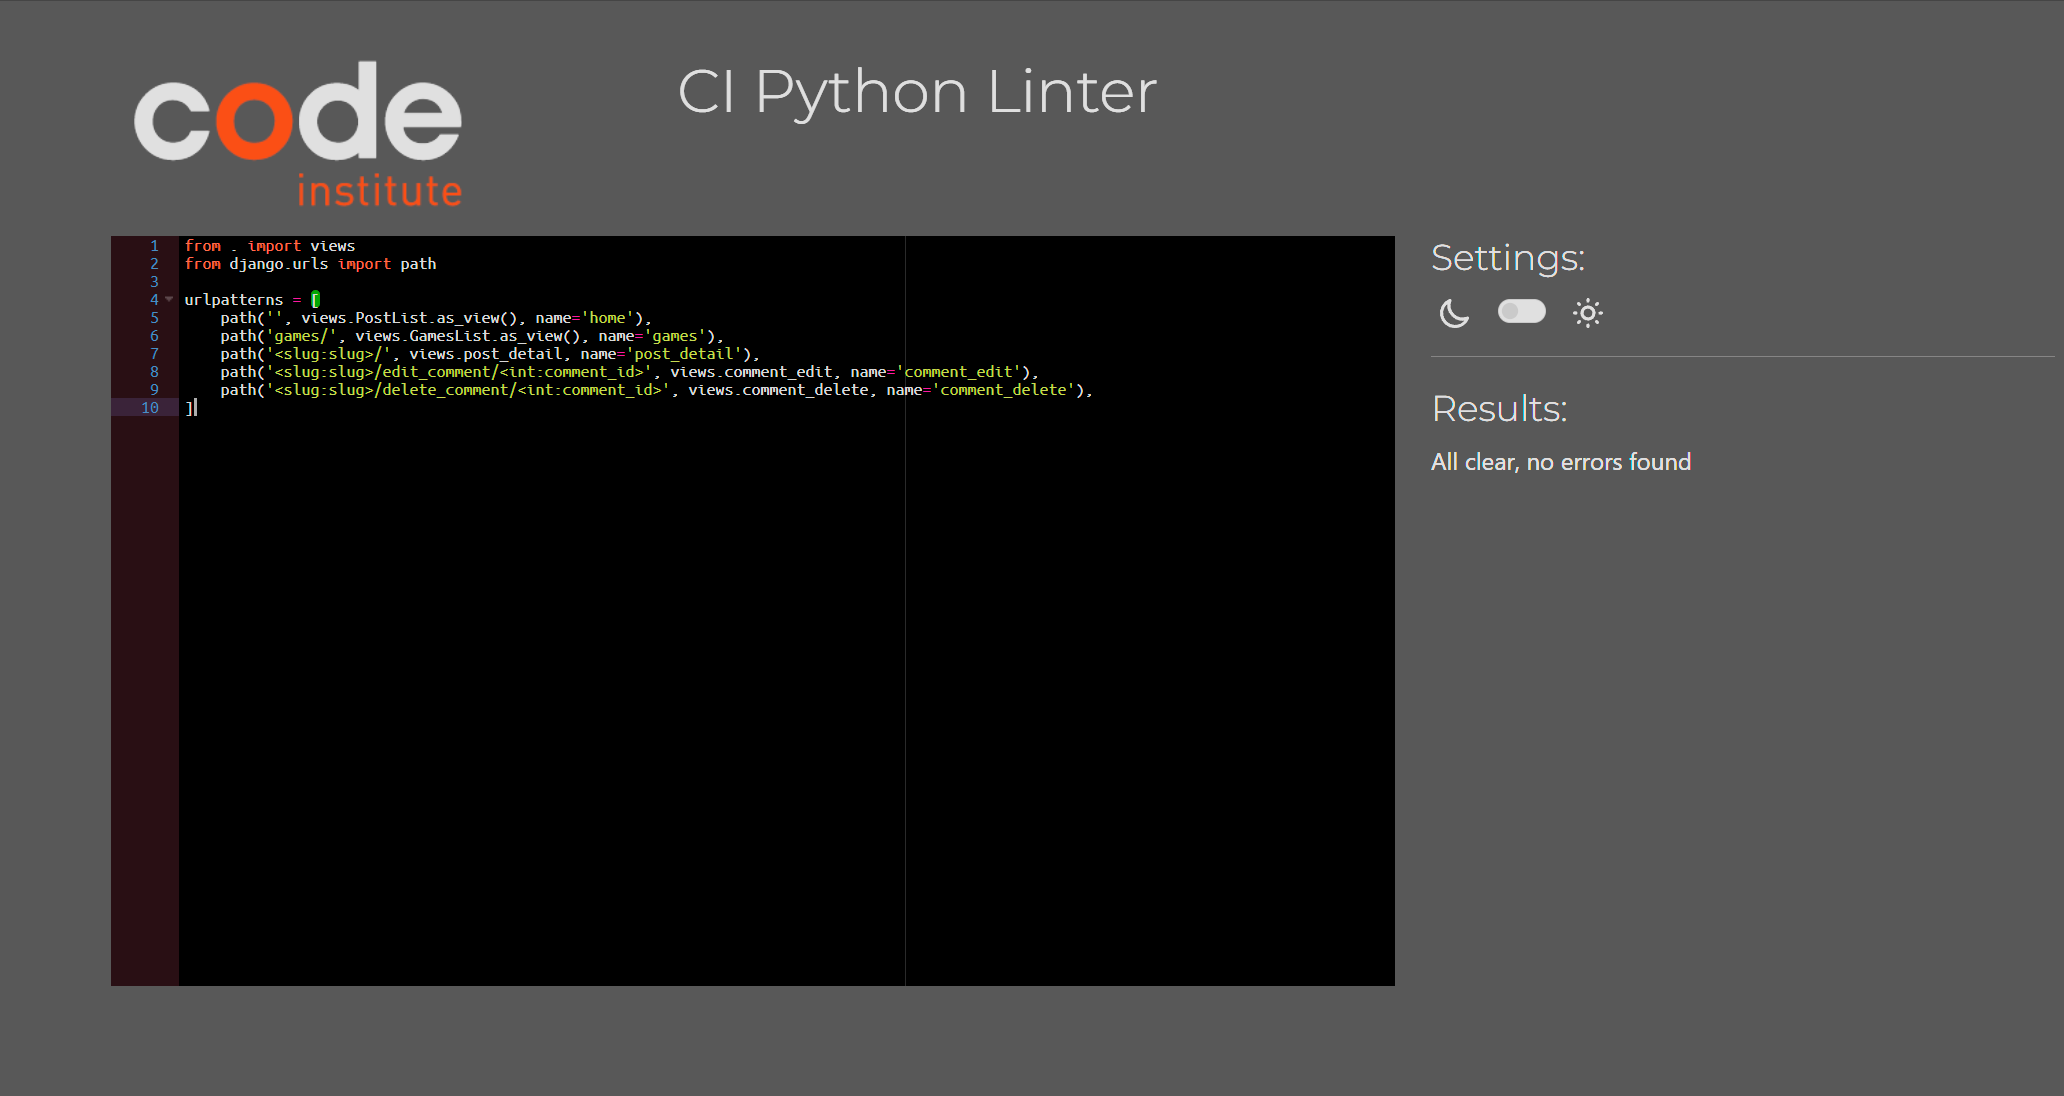 code
institute
CI Python Linter
1 from . import views
2 from django.urls import path
3
4 urlpatterns = [
5     path('', views.PostList.as_view(), name='home'),
6     path('games/', views.GamesList.as_view(), name='games'),
7     path('<slug:slug>/', views.post_detail, name='post_detail'),
8     path('<slug:slug>/edit_comment/<int:comment_id>', views.comment_edit, name='comment_edit'),
9     path('<slug:slug>/delete_comment/<int:comment_id>', views.comment_delete, name='comment_delete'),
10 ]
Settings:
Results:
All clear, no errors found